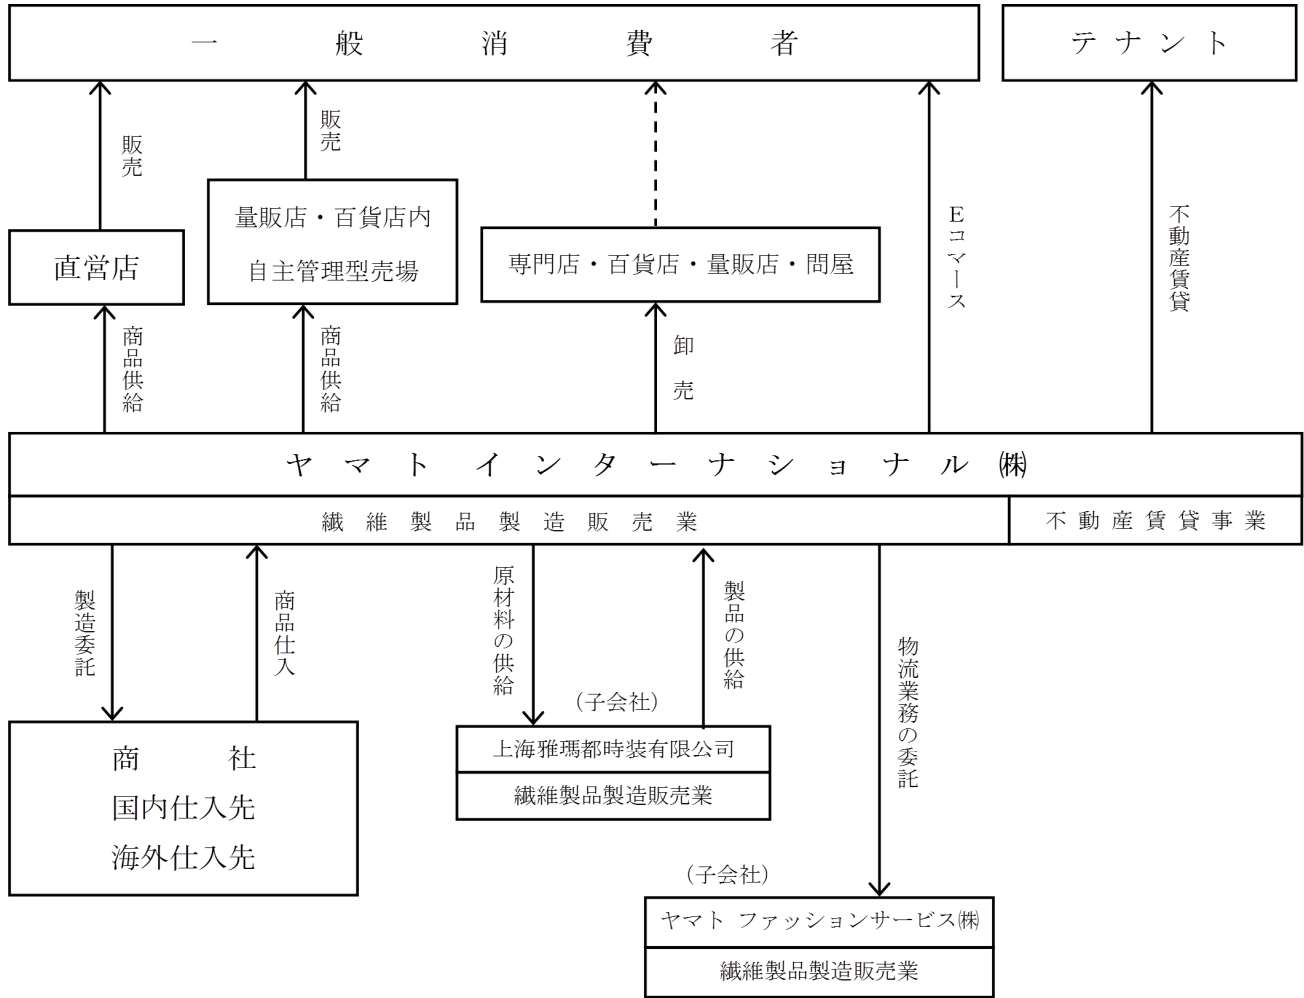 一般消費者
テナント
販売
販売
Eコマース
不動産賃貸
直営店
量販店・百貨店内
自主管理型売場
専門店・百貨店・量販店・問屋
商品供給
商品供給
卸売
ヤマトインターナショナル㈱
繊維製品製造販売業
不動産賃貸事業
製造委託
商品仕入
原材料の供給
製品の供給
物流業務の委託
商社
国内仕入先
海外仕入先
(子会社)
上海雅瑪都時装有限公司
繊維製品製造販売業
(子会社)
ヤマト ファッションサービス㈱
繊維製品製造販売業